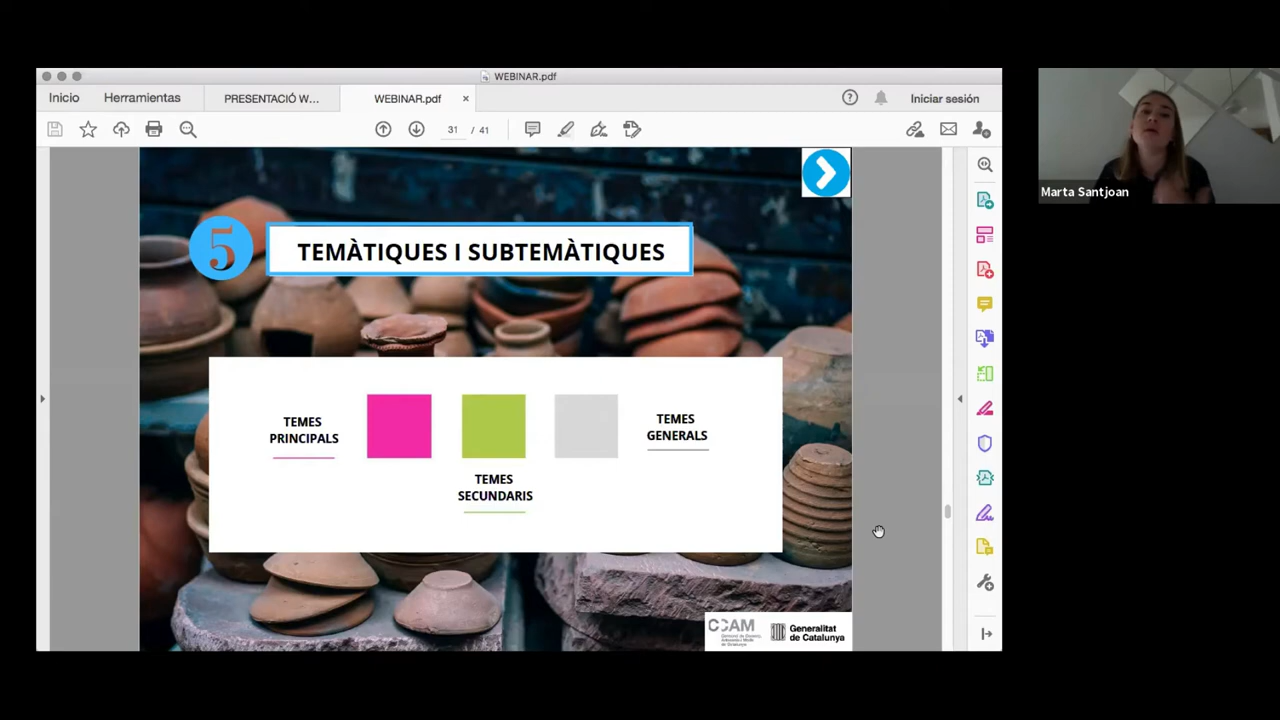 WEBINAR.pdf
Inicio
Herramientas
PRESENTACIÓ W...
WEBINAR.pdf
×
Iniciar sesión
31 / 41
5
TEMÀTIQUES I SUBTEMÀTIQUES
TEMES
PRINCIPALS
TEMES
SECUNDARIS
TEMES
GENERALS
CCAM
Generalitat
de Catalunya
Marta Santjoan